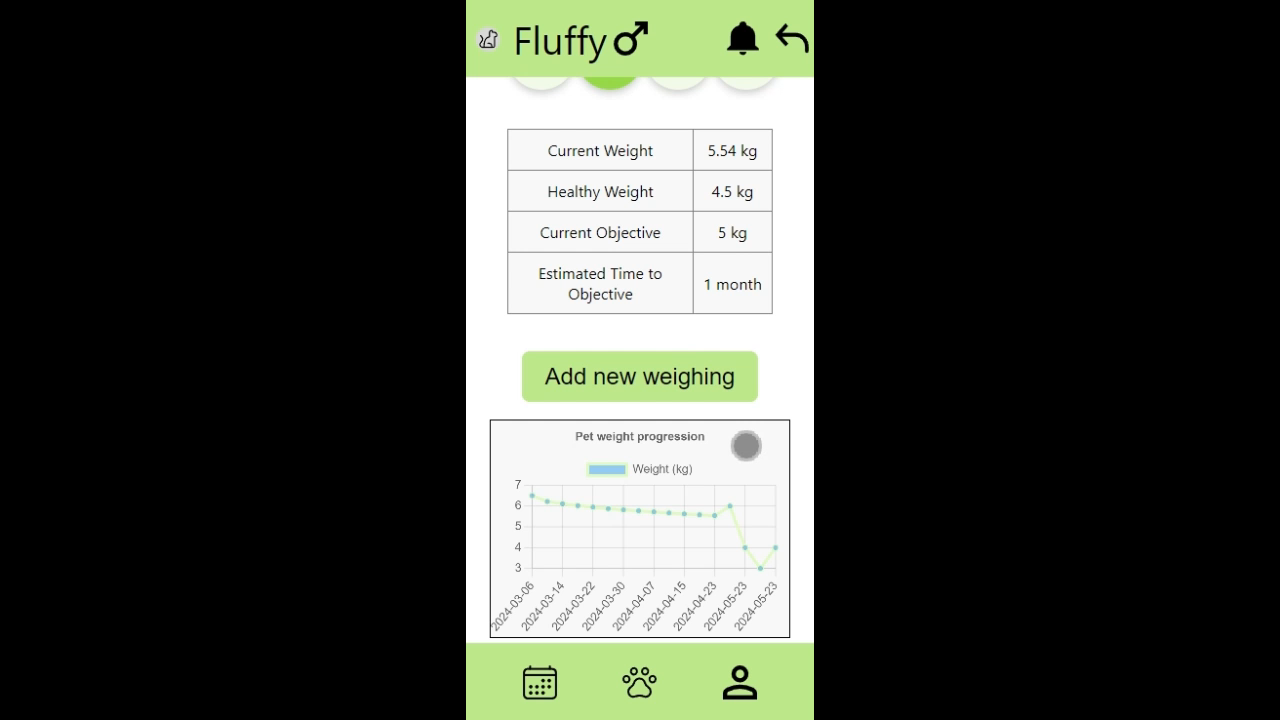 Fluffy
Current Weight 5.54 kg
Healthy Weight 4.5 kg
Current Objective 5 kg
Estimated Time to
Objective
1 month
Add new weighing
Pet weight progression
Weight (kg)
7
6
5
4
3
2024-03-06 2024-03-14 2024-03-22 2024-03-30 2024-04-07 2024-04-15 2024-04-23 2024-05-23 2024-05-23